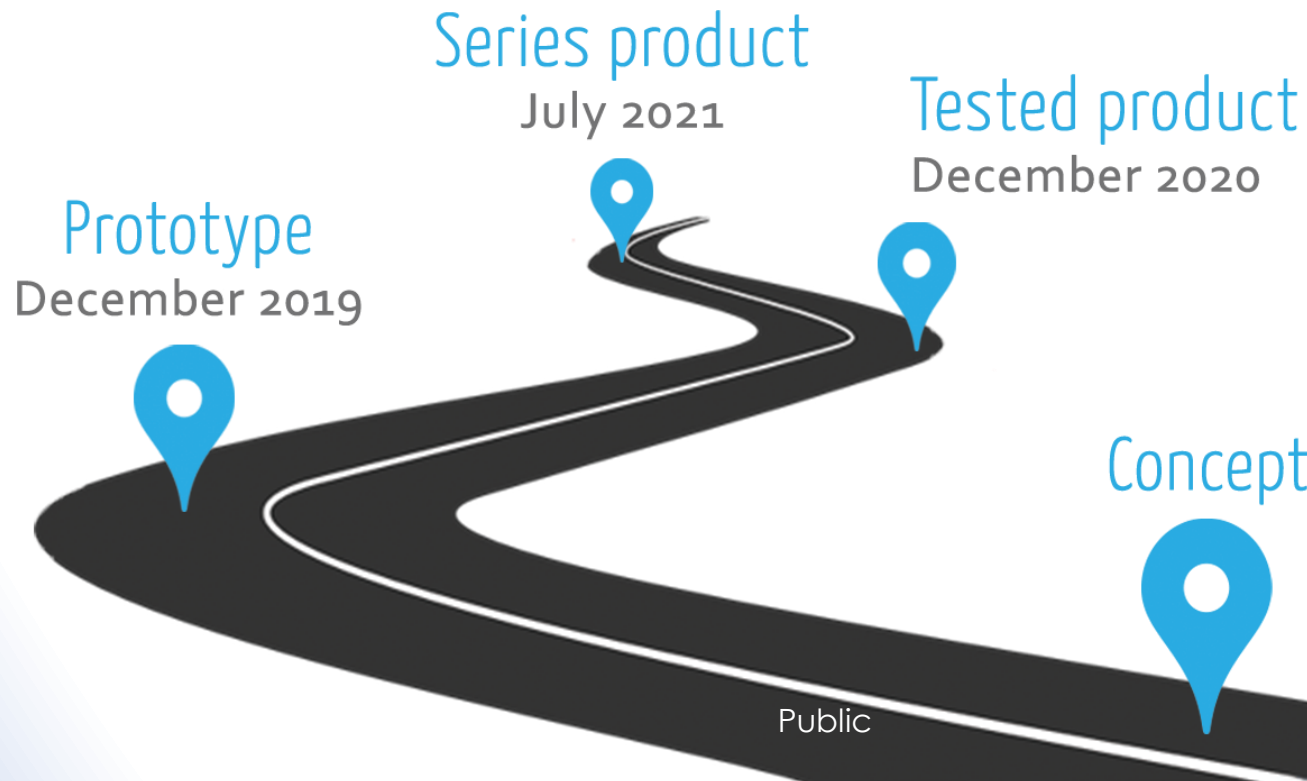 Series product
July 2021
Tested product
December 2020
Prototype
December 2019
Concept
Public